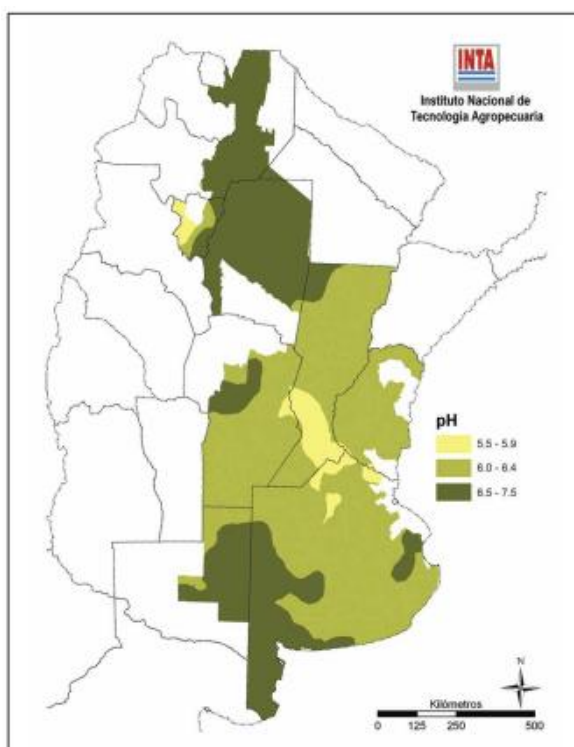 INTA
Instituto Nacional de
Tecnología Agropecuaria
pH
5.5 - 5.9
6.0 - 6.4
6.5 - 7.5
N
Kilómetros
0 125 250 500